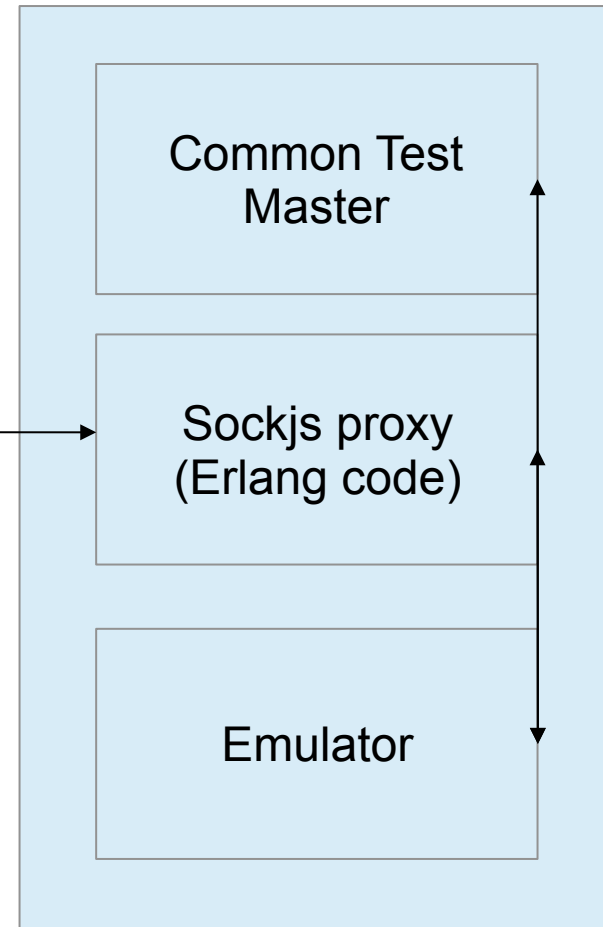 Common Test
Master
Sockjs proxy
(Erlang code)
Emulator